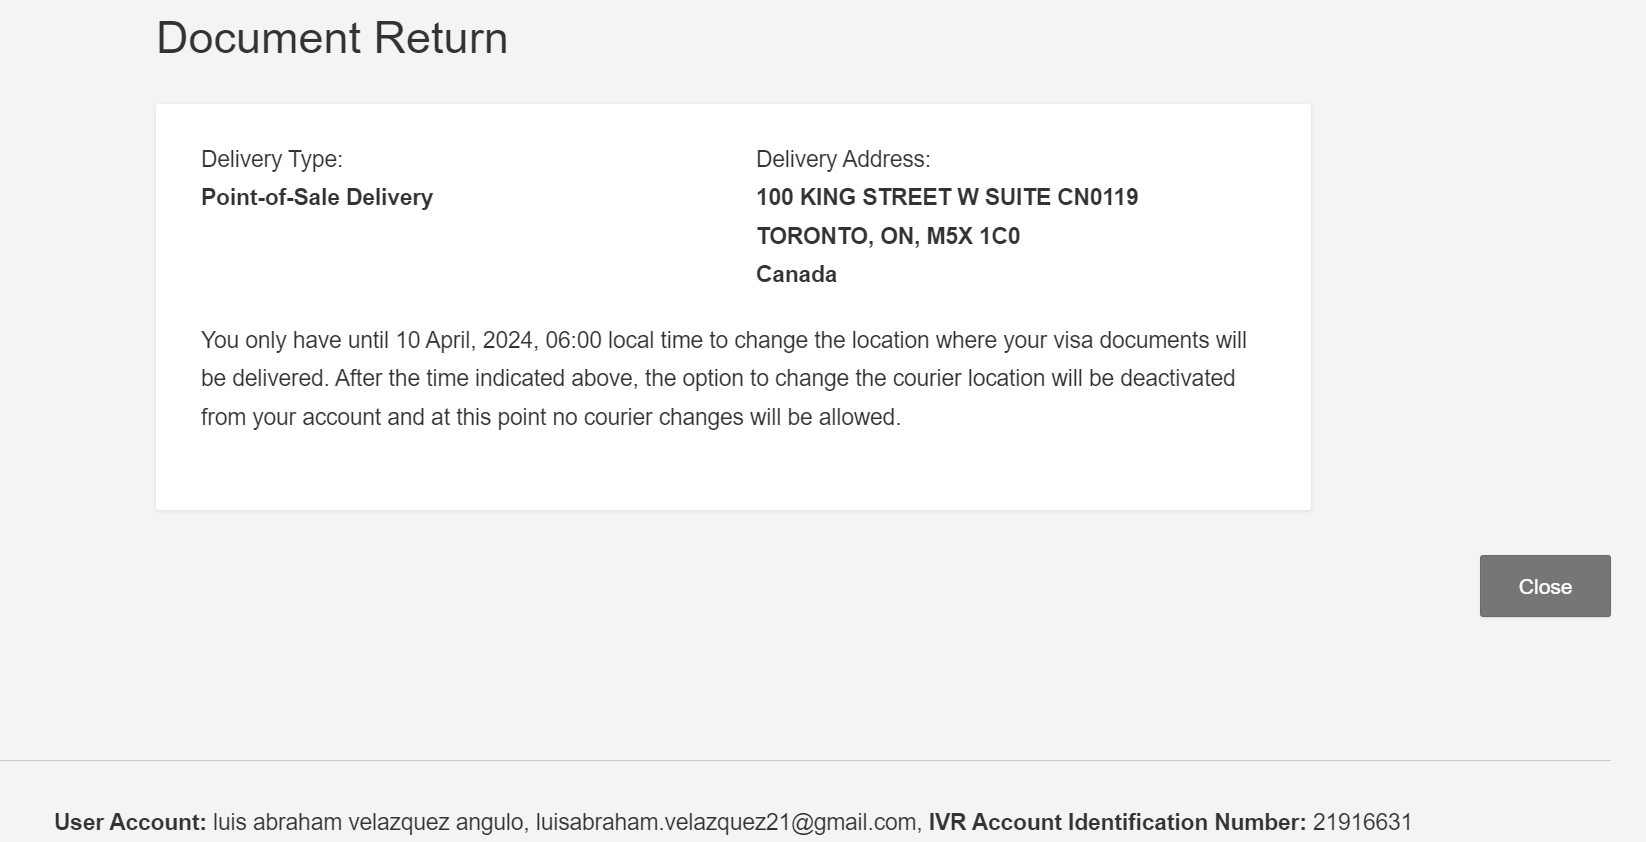 Document Return
Delivery Type:
Point-of-Sale Delivery
Delivery Address:
100 KING STREET W SUITE CN0119
TORONTO, ON, M5X 1C0
Canada
You only have until 10 April, 2024, 06:00 local time to change the location where your visa documents will
be delivered. After the time indicated above, the option to change the courier location will be deactivated
from your account and at this point no courier changes will be allowed.
Close
User Account: luis abraham velazquez angulo, luisabraham.velazquez21@gmail.com, IVR Account Identification Number: 21916631